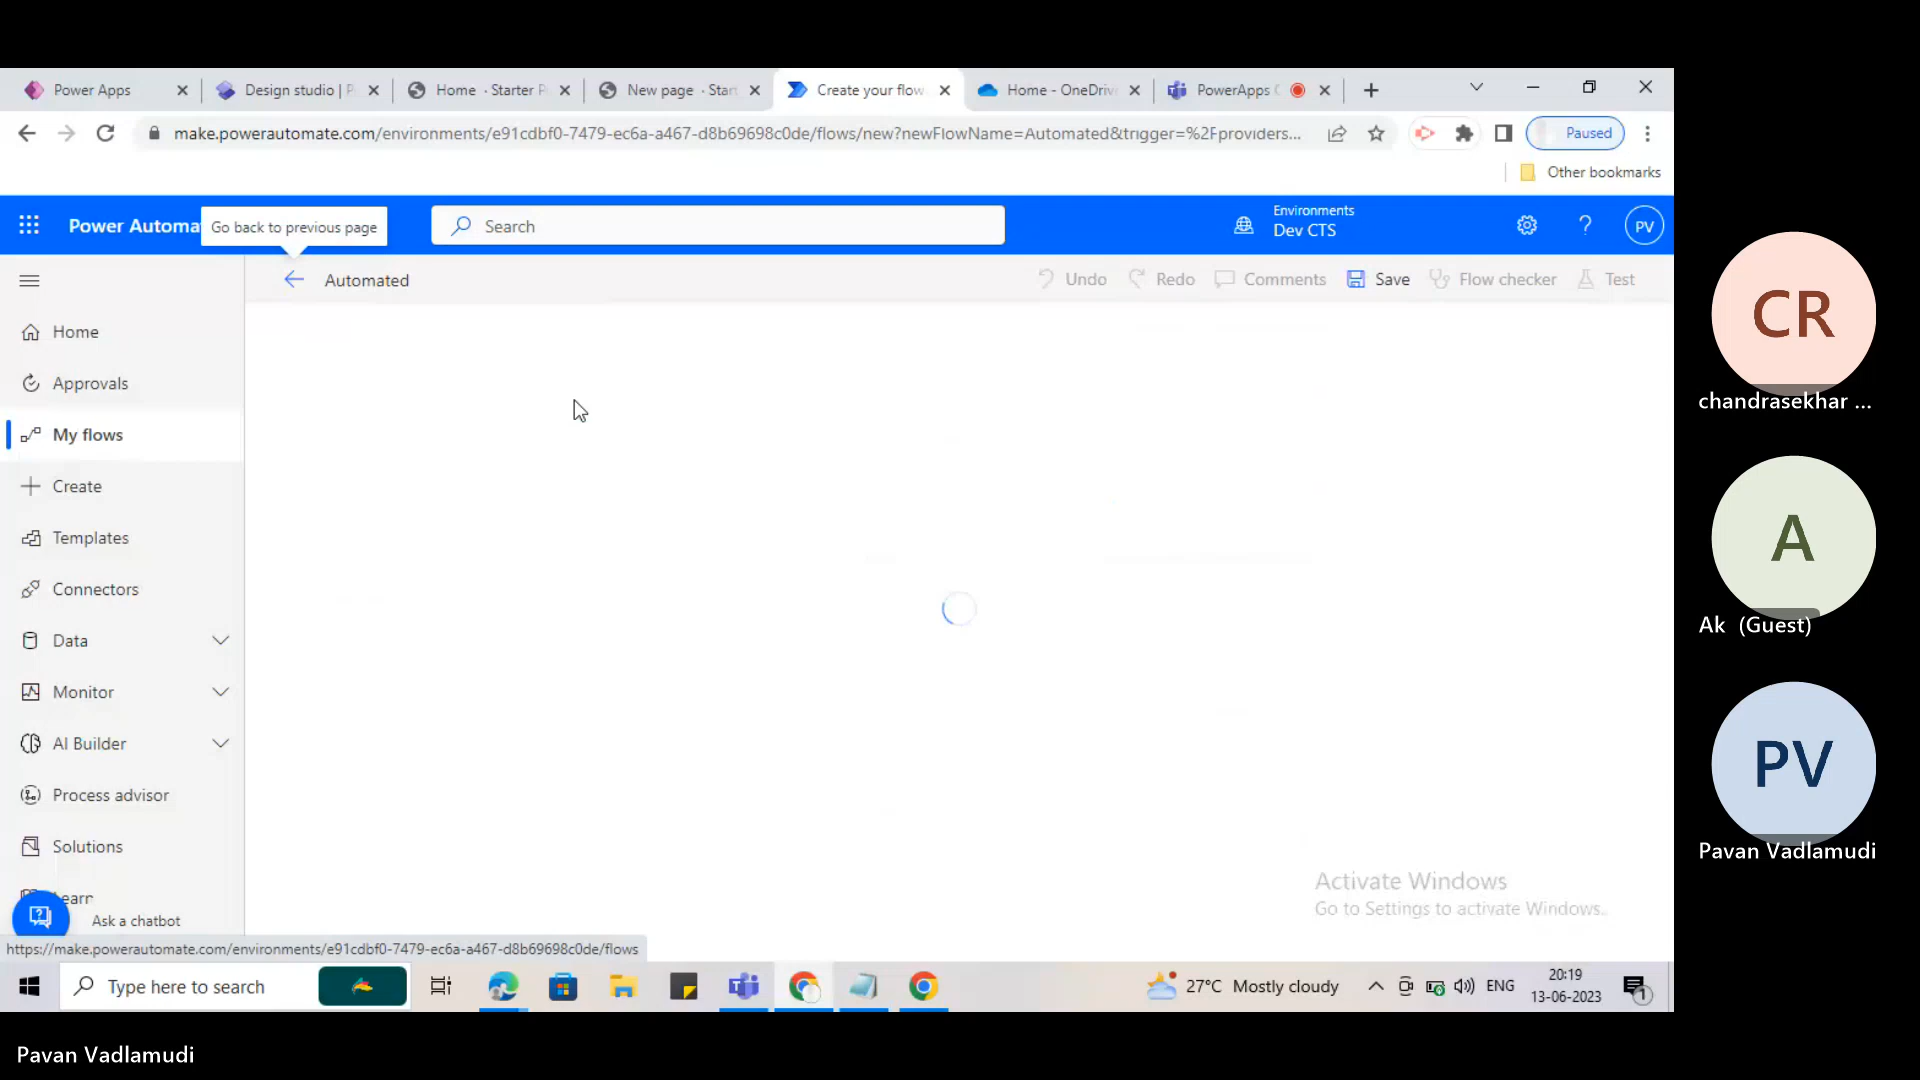 Power Apps
Design studio | P
Home · Starter P
New page · Start
Create your flow
Home - OneDrive
PowerApps C
make.powerautomate.com/environments/e91cdbf0-7479-ec6a-a467-d8b69698c0de/flows/new?newFlowName=Automated&trigger=%2Fproviders...
Paused
Other bookmarks
Power Automa
Go back to previous page
Search
Environments
Dev CTS
PV
Automated
Undo
Redo
Comments
Save
Flow checker
Test
Home
Approvals
My flows
Create
Templates
Connectors
Data
Monitor
AI Builder
Process advisor
Solutions
earn
Ask a chatbot
Activate Windows
Go to Settings to activate Windows.
https://make.powerautomate.com/environments/e91cdbf0-7479-ec6a-a467-d8b69698c0de/flows
Type here to search
27°C Mostly cloudy
ENG
20:19
13-06-2023
1
CR
chandrasekhar ...
A
Ak (Guest)
PV
Pavan Vadlamudi
Pavan Vadlamudi